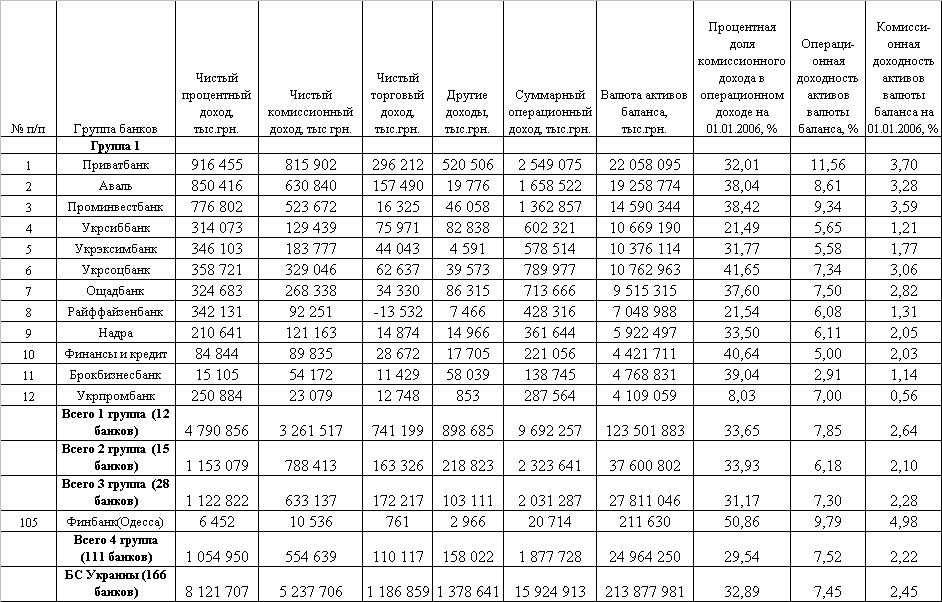 № п/п Группа банков Чистый процентный доход, тыс.грн. Чистый комиссионный доход, тыс грн. Чистый торговый доход, тыс.грн. Другие доходы, тыс.грн. Суммарный операционный доход, тыс.грн. Валюта активов баланса, тыс.грн. Процентная доля комиссионного дохода в операционном доходе на 01.01.2006, % Операци-онная доходность активов валюты баланса, % Комисси-онная доходность активов валюты баланса на 01.01.2006, %
Группа 1
1 Приватбанк 916 455 815 902 296 212 520 506 2 549 075 22 058 095 32,01 11,56 3,70
2 Аваль 850 416 630 840 157 490 19 776 1 658 522 19 258 774 38,04 8,61 3,28
3 Проминвестбанк 776 802 523 672 16 325 46 058 1 362 857 14 590 344 38,42 9,34 3,59
4 Укрсиббанк 314 073 129 439 75 971 82 838 602 321 10 669 190 21,49 5,65 1,21
5 Укрэксимбанк 346 103 183 777 44 043 4 591 578 514 10 376 114 31,77 5,58 1,77
6 Укрсоцбанк 358 721 329 046 62 637 39 573 789 977 10 762 963 41,65 7,34 3,06
7 Ощадбанк 324 683 268 338 34 330 86 315 713 666 9 515 315 37,60 7,50 2,82
8 Райффайзенбанк 342 131 92 251 -13 532 7 466 428 316 7 048 988 21,54 6,08 1,31
9 Надра 210 641 121 163 14 874 14 966 361 644 5 922 497 33,50 6,11 2,05
10 Финансы и кредит 84 844 89 835 28 672 17 705 221 056 4 421 711 40,64 5,00 2,03
11 Брокбизнесбанк 15 105 54 172 11 429 58 039 138 745 4 768 831 39,04 2,91 1,14
12 Укрпромбанк 250 884 23 079 12 748 853 287 564 4 109 059 8,03 7,00 0,56
Всего 1 группа (12 банков) 4 790 856 3 261 517 741 199 898 685 9 692 257 123 501 883 33,65 7,85 2,64
Всего 2 группа (15 банков) 1 153 079 788 413 163 326 218 823 2 323 641 37 600 802 33,93 6,18 2,10
Всего 3 группа (28 банков) 1 122 822 633 137 172 217 103 111 2 031 287 27 811 046 31,17 7,30 2,28
105 Финбанк(Одесса) 6 452 10 536 761 2 966 20 714 211 630 50,86 9,79 4,98
Всего 4 группа (111 банков) 1 054 950 554 639 110 117 158 022 1 877 728 24 964 250 29,54 7,52 2,22
БС Украины (166 банков) 8 121 707 5 237 706 1 186 859 1 378 641 15 924 913 213 877 981 32,89 7,45 2,45